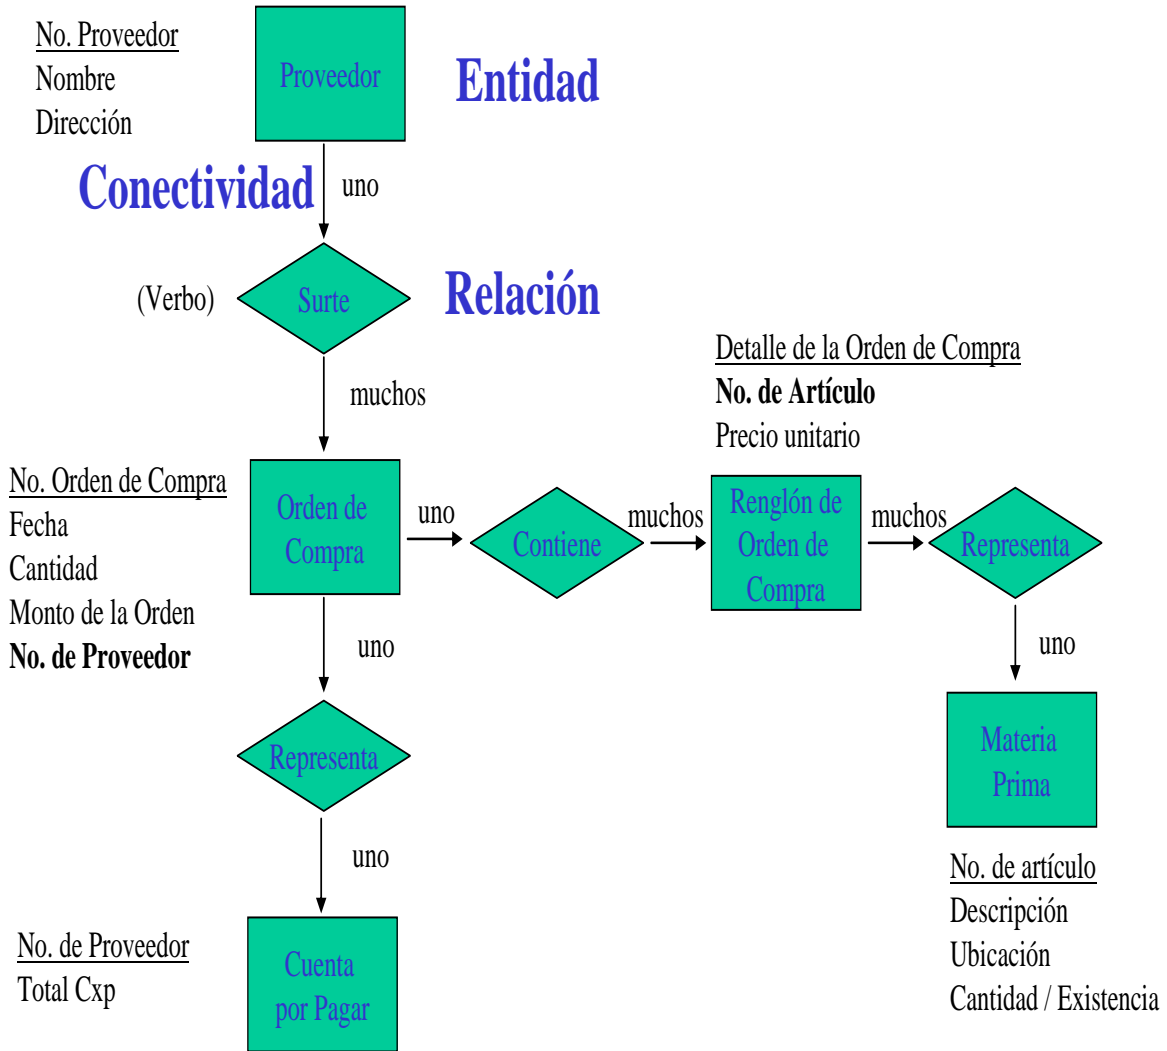 No. Proveedor
Nombre
Dirección
Proveedor
Entidad
Conectividad
uno
(Verbo)
Surte
Relación
muchos
Detalle de la Orden de Compra
No. de Artículo
Precio unitario
No. Orden de Compra
Fecha
Cantidad
Monto de la Orden
No. de Proveedor
Orden de
Compra
uno
Contiene
muchos
Renglón de
Orden de
Compra
muchos
Representa
uno
uno
Materia
Prima
Representa
uno
No. de artículo
Descripción
Ubicación
Cantidad / Existencia
No. de Proveedor
Total Cxp
Cuenta
por Pagar